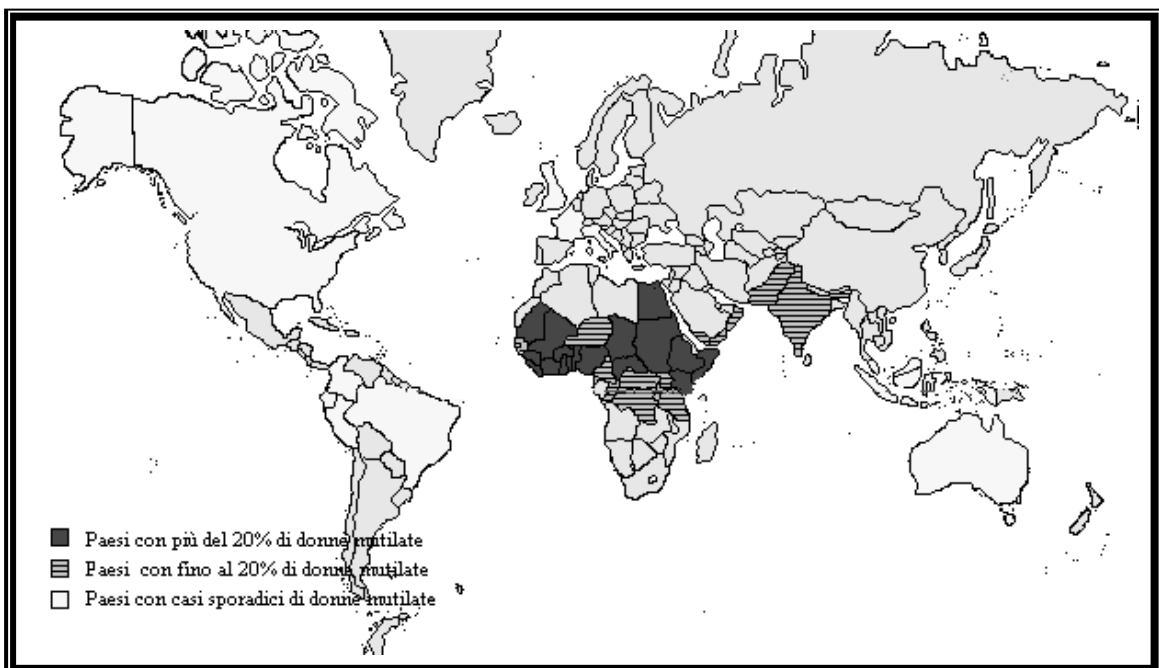 Paesi con più del 20% di donne mutilate
Paesi con fino al 20% di donne mutilate
Paesi con casi sporadici di donne mutilate